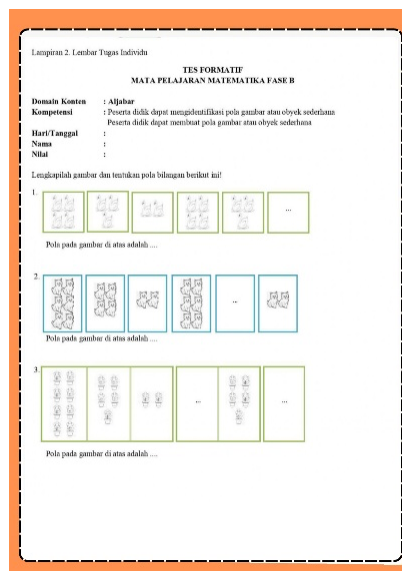 Lampiran 2. Lembar Tugas Individu
TES FORMATIF
MATA PELAJARAN MATEMATIKA FASE B
Domain Konten : Aljabar
Kompetensi : Peserta didik dapat mengidentifikasi pola gambar atau obyek sederhana
Peserta didik dapat membuat pola gambar atau obyek sederhana
Hari/Tanggal :
Nama :
Nilai :
Lengkapilah gambar dan tentukan pola bilangan berikut ini!
1.
...
Pola pada gambar di atas adalah ....
2.
...
Pola pada gambar di atas adalah ....
3.
... ...
Pola pada gambar di atas adalah ....